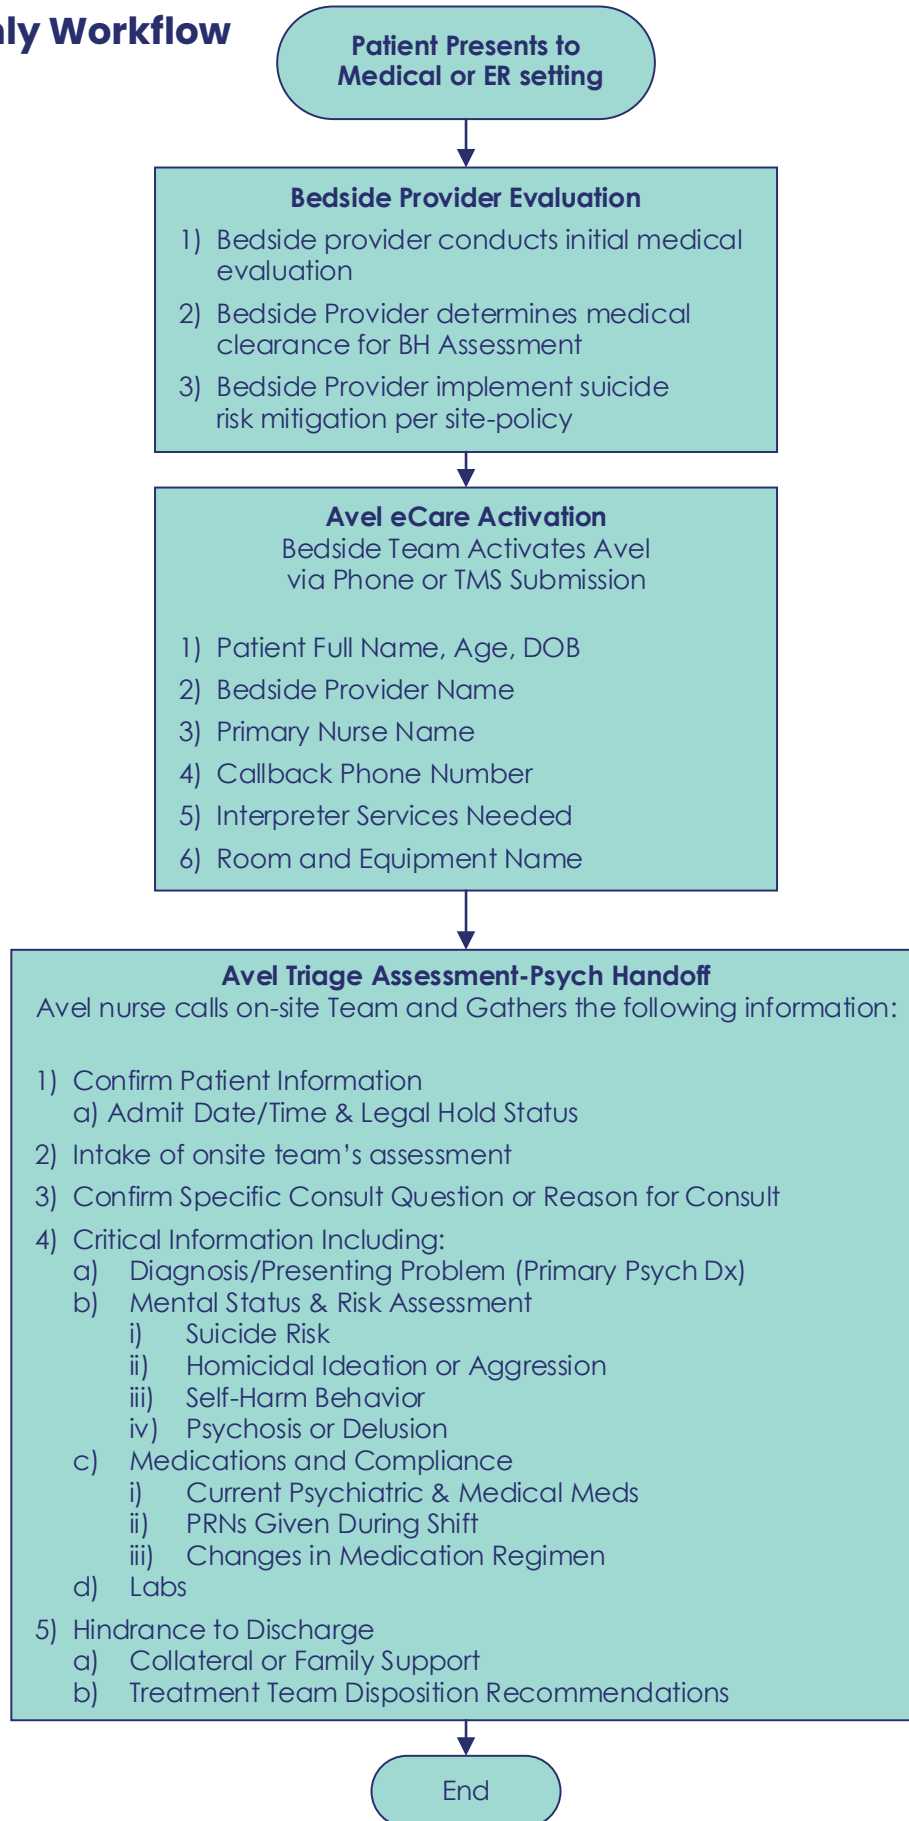 ly Workflow
Patient Presents to
Medical or ER setting
Bedside Provider Evaluation
1) Bedside provider conducts initial medical
evaluation
2) Bedside Provider determines medical
clearance for BH Assessment
3) Bedside Provider implement suicide
risk mitigation per site-policy
Avel eCare Activation
Bedside Team Activates Avel
via Phone or TMS Submission
1) Patient Full Name, Age, DOB
2) Bedside Provider Name
3) Primary Nurse Name
4) Callback Phone Number
5) Interpreter Services Needed
6) Room and Equipment Name
Avel Triage Assessment-Psych Handoff
Avel nurse calls on-site Team and Gathers the following information:
1) Confirm Patient Information
a) Admit Date/Time & Legal Hold Status
2) Intake of onsite team’s assessment
3) Confirm Specific Consult Question or Reason for Consult
4) Critical Information Including:
a) Diagnosis/Presenting Problem (Primary Psych Dx)
b) Mental Status & Risk Assessment
i) Suicide Risk
ii) Homicidal Ideation or Aggression
iii) Self-Harm Behavior
iv) Psychosis or Delusion
c) Medications and Compliance
i) Current Psychiatric & Medical Meds
ii) PRNs Given During Shift
iii) Changes in Medication Regimen
d) Labs
5) Hindrance to Discharge
a) Collateral or Family Support
b) Treatment Team Disposition Recommendations
End